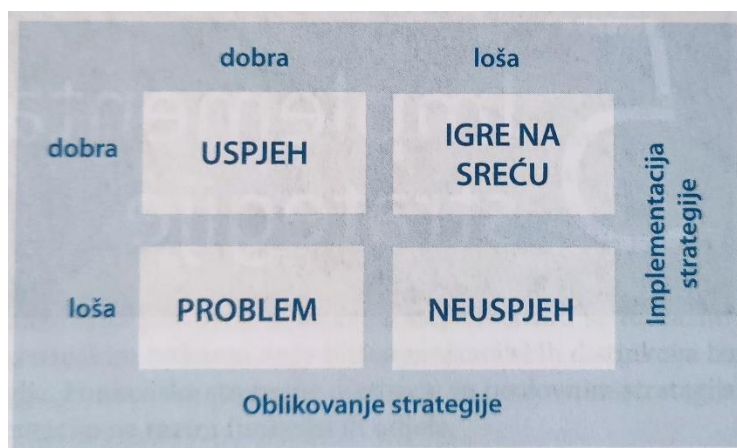 dobra loša
dobra
USPJEH
IGRE NA
SREĆU
loša
PROBLEM
NEUSPJEH
Implementacija
strategije
Oblikovanje strategije